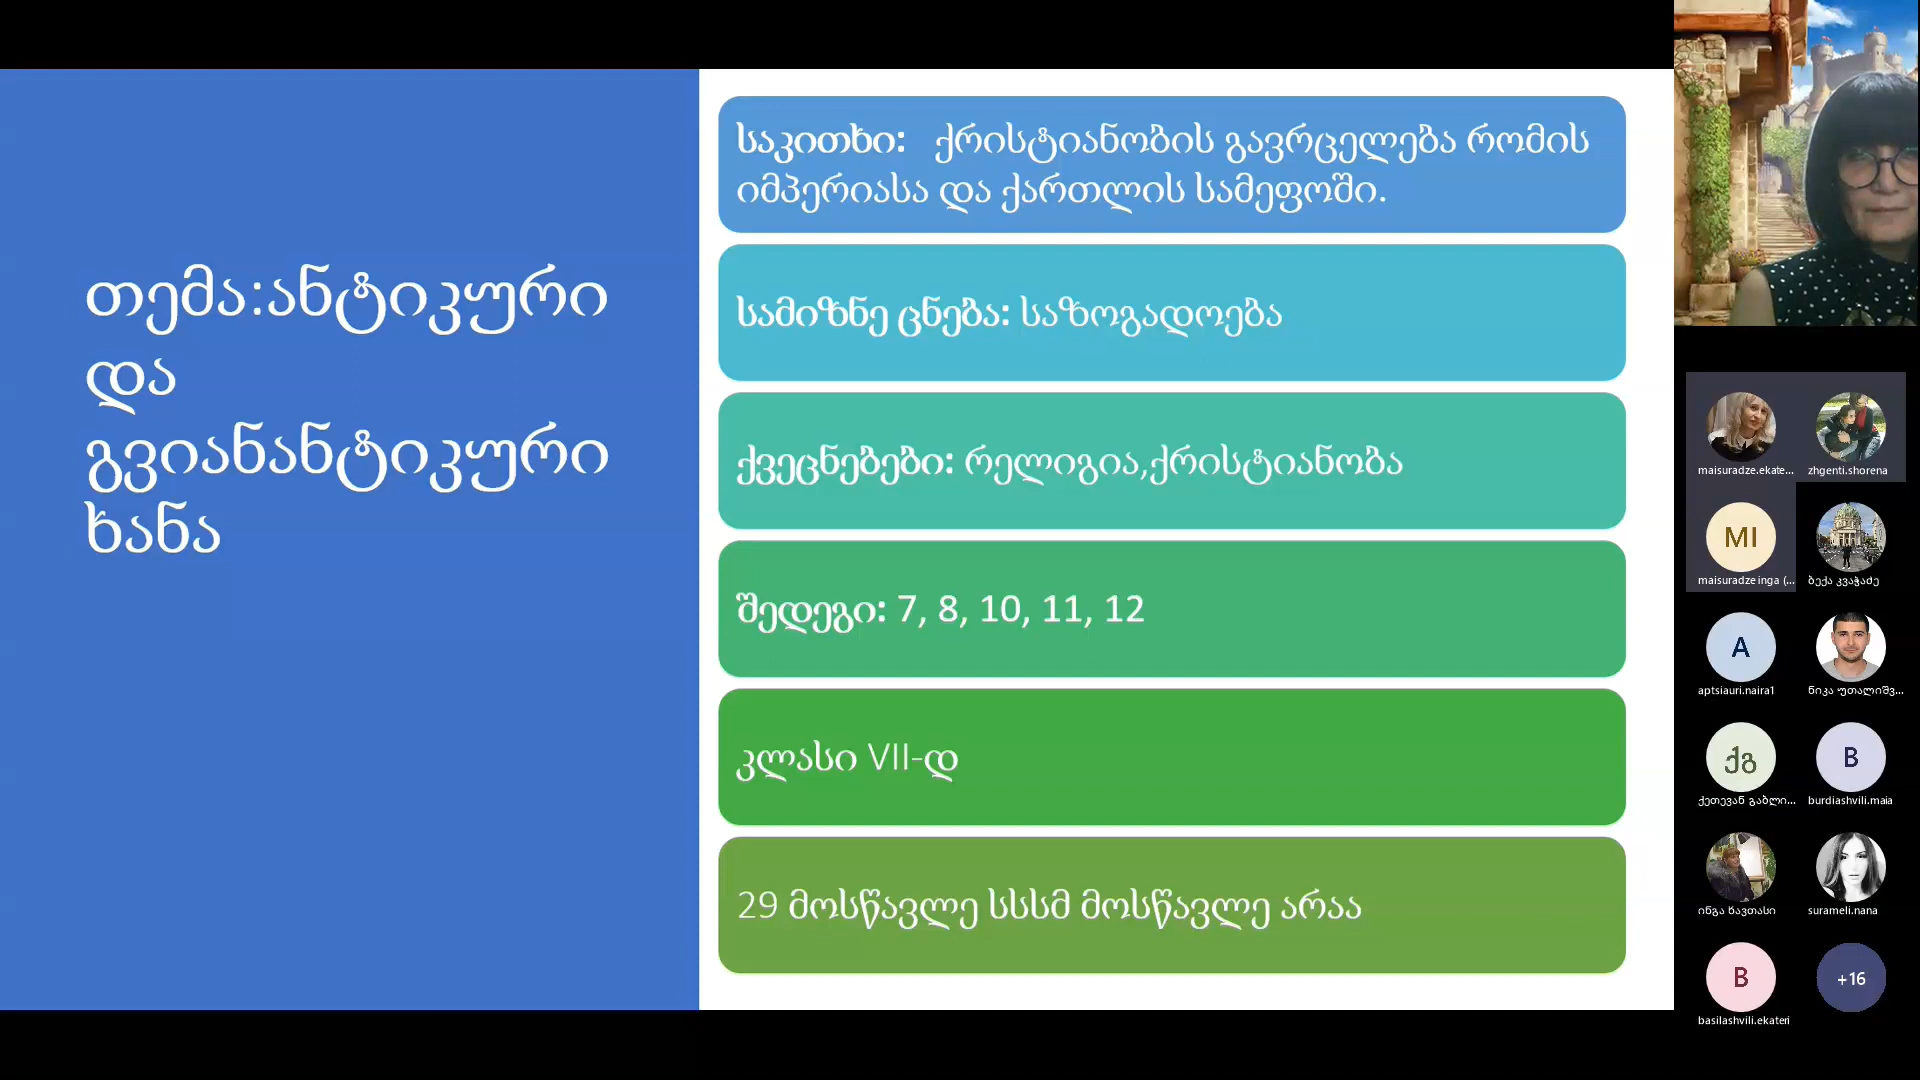 თემა:ანტიკური
და
გვიანანტიკური
ხანა
საკითხი: ქრისტიანობის გავრცელება რომის
იმპერიასა და ქართლის სამეფოში.
სამიზნე ცნება: საზოგადოება
ქვეცნებები: რელიგია,ქრისტიანობა
შედეგი: 7, 8, 10, 11, 12
კლასი VII-დ
29 მოსწავლე სსსმ მოსწავლე არაა
maisuradze.ekate...
zhgenti.shorena
MI
maisuradze inga (...
ბექა კვაჭაძე
A
aptsiauri.naira1
ნიკა უთალიშვ...
ქგ
ქეთევან გაბლი...
B
burdiashvili.maia
ინგა ხავთასი
surameli.nana
B
basilashvili.ekateri
+16